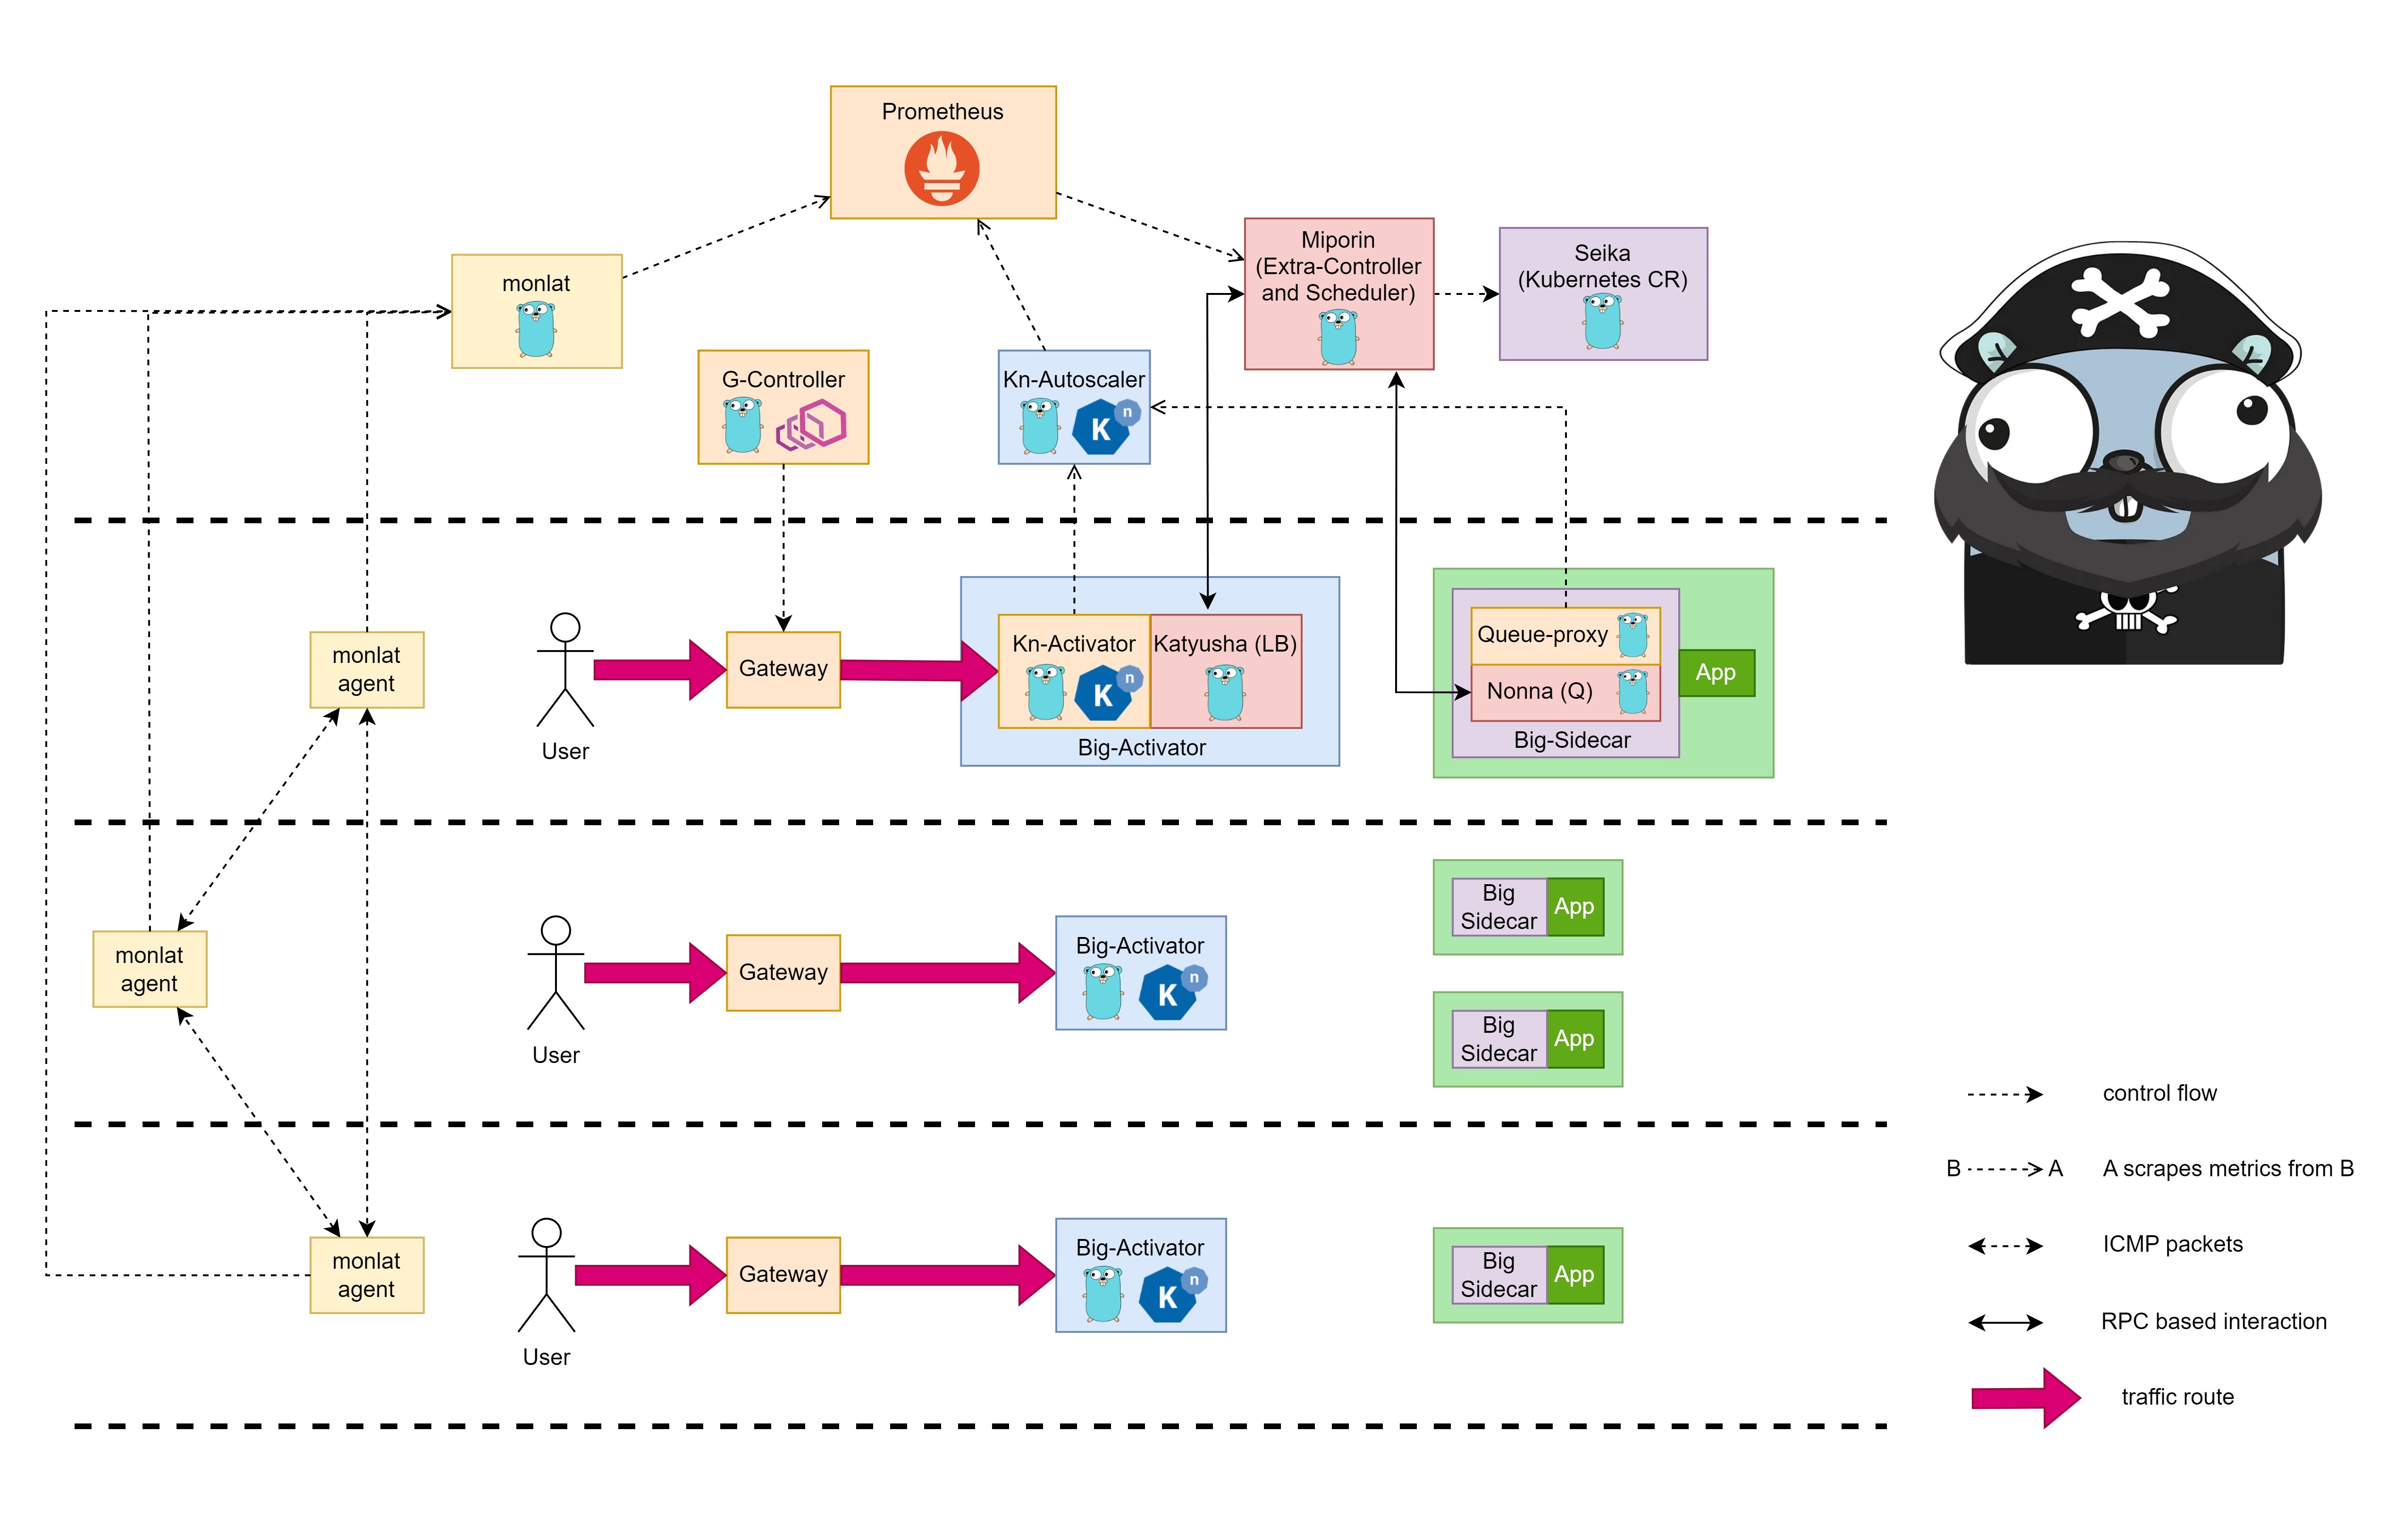 Prometheus
monlat
Miporin
(Extra-Controller
and Scheduler)
Seika
(Kubernetes CR)
G-Controller
Kn-Autoscaler
K
n
monlat
agent
User
Gateway
Kn-Activator
K
n
Katyusha (LB)
Big-Activator
Queue-proxy
Nonna (Q)
Big-Sidecar
App
monlat
agent
User
Gateway
Big-Activator
K
n
Big
Sidecar
App
Big
Sidecar
App
monlat
agent
User
Gateway
Big-Activator
K
n
Big
Sidecar
App
control flow
B
A
A scrapes metrics from B
ICMP packets
RPC based interaction
traffic route